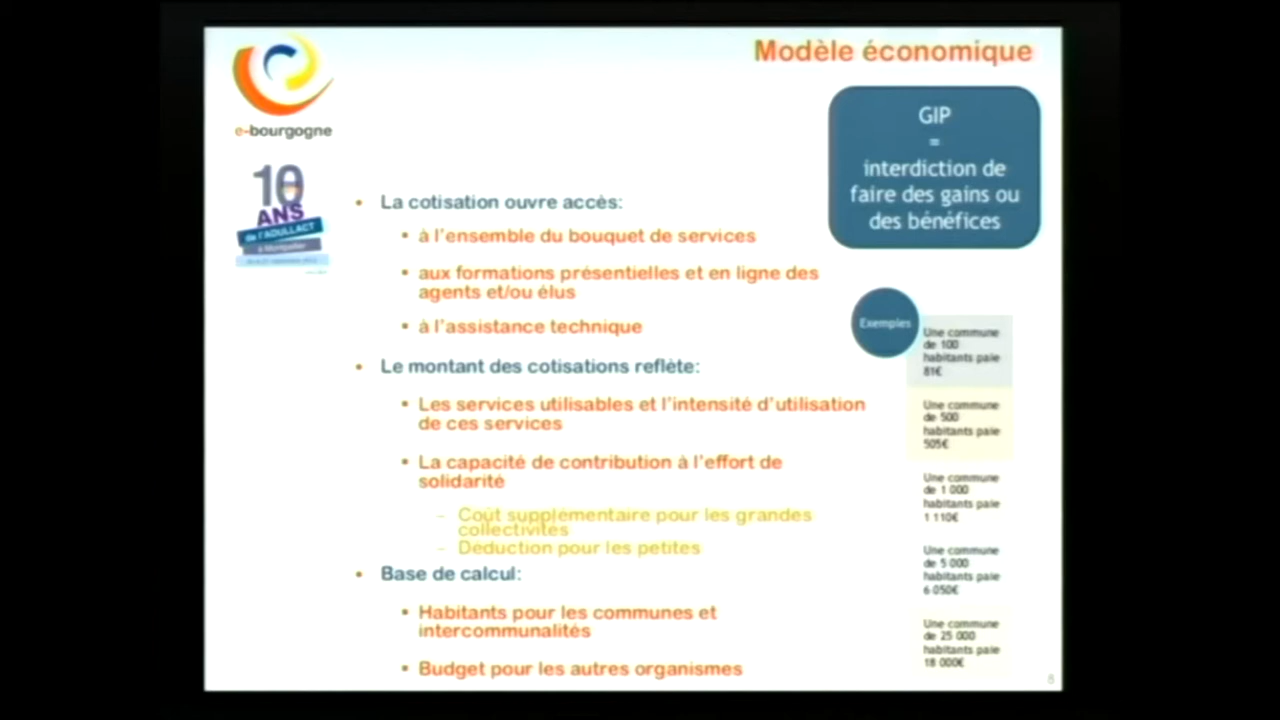 Modèle économique
e-bourgogne
10
ANS
de l'ADULLACT
à Montpellier
GIP
=
interdiction de
faire des gains ou
des bénéfices
• La cotisation ouvre accès:
• à l'ensemble du bouquet de services
• aux formations présentielles et en ligne des
agents et/ou élus
• à l'assistance technique
• Le montant des cotisations reflète:
• Les services utilisables et l'intensité d'utilisation
de ces services
• La capacité de contribution à l'effort de
solidarité
– Coût supplémentaire pour les grandes
collectivités
– Déduction pour les petites
• Base de calcul:
• Habitants pour les communes et
intercommunalités
• Budget pour les autres organismes
Exemples
Une commune
de 100
habitants paie
81€
Une commune
de 500
habitants paie
505€
Une commune
de 1 000
habitants paie
1 110€
Une commune
de 5 000
habitants paie
6 050€
Une commune
de 25 000
habitants paie
18 000€
8